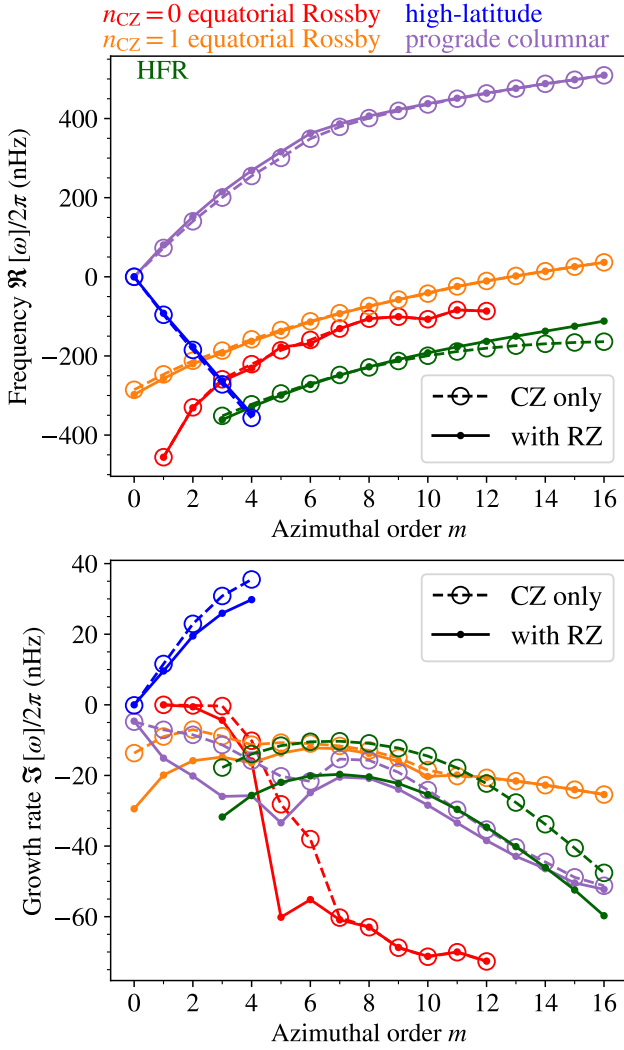 n_CZ = 0 equatorial Rossby high-latitude
n_CZ = 1 equatorial Rossby prograde columnar
HFR
Frequency ℜ [ω]/2π (nHz)
400
200
0
−200
−400
CZ only
with RZ
0 2 4 6 8 10 12 14 16
Azimuthal order m
Growth rate ℑ [ω]/2π (nHz)
40
20
0
−20
−40
−60
CZ only
with RZ
0 2 4 6 8 10 12 14 16
Azimuthal order m